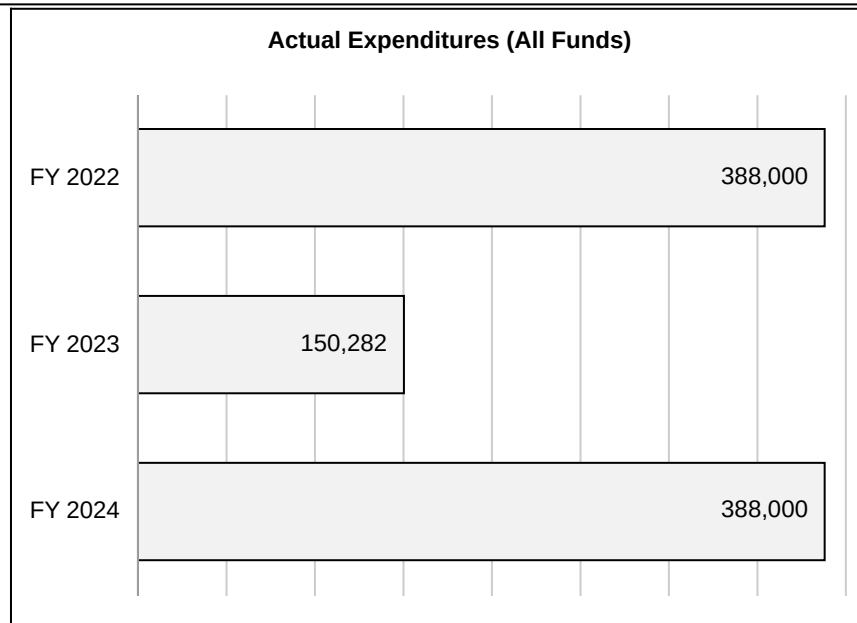 Actual Expenditures (All Funds)
FY 2022
388,000
FY 2023
150,282
FY 2024
388,000